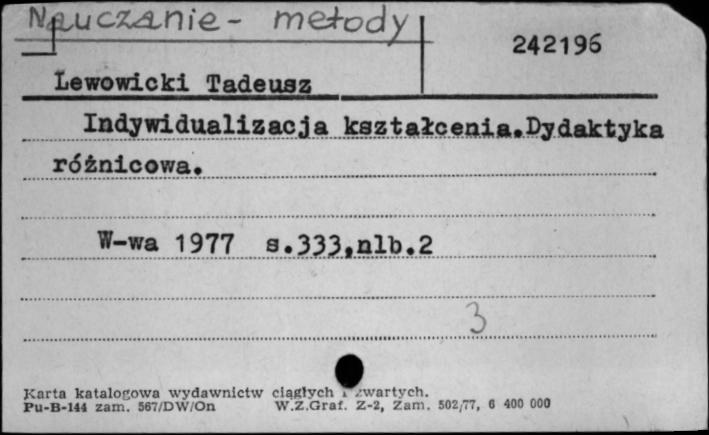 Nauczanie - metody
242196
Lewowicki Tadeusz
Indywidualizacja kształcenia.Dydaktyka
różnicowa.
W-wa 1977 s.333,nlb.2
3
Karta katalogowa wydawnictw ciągłych i zwartych.
Pu-B-144 zam. 567/DW/On W.Z.Graf. Z-2, Zam. 502/77, 6 400 000